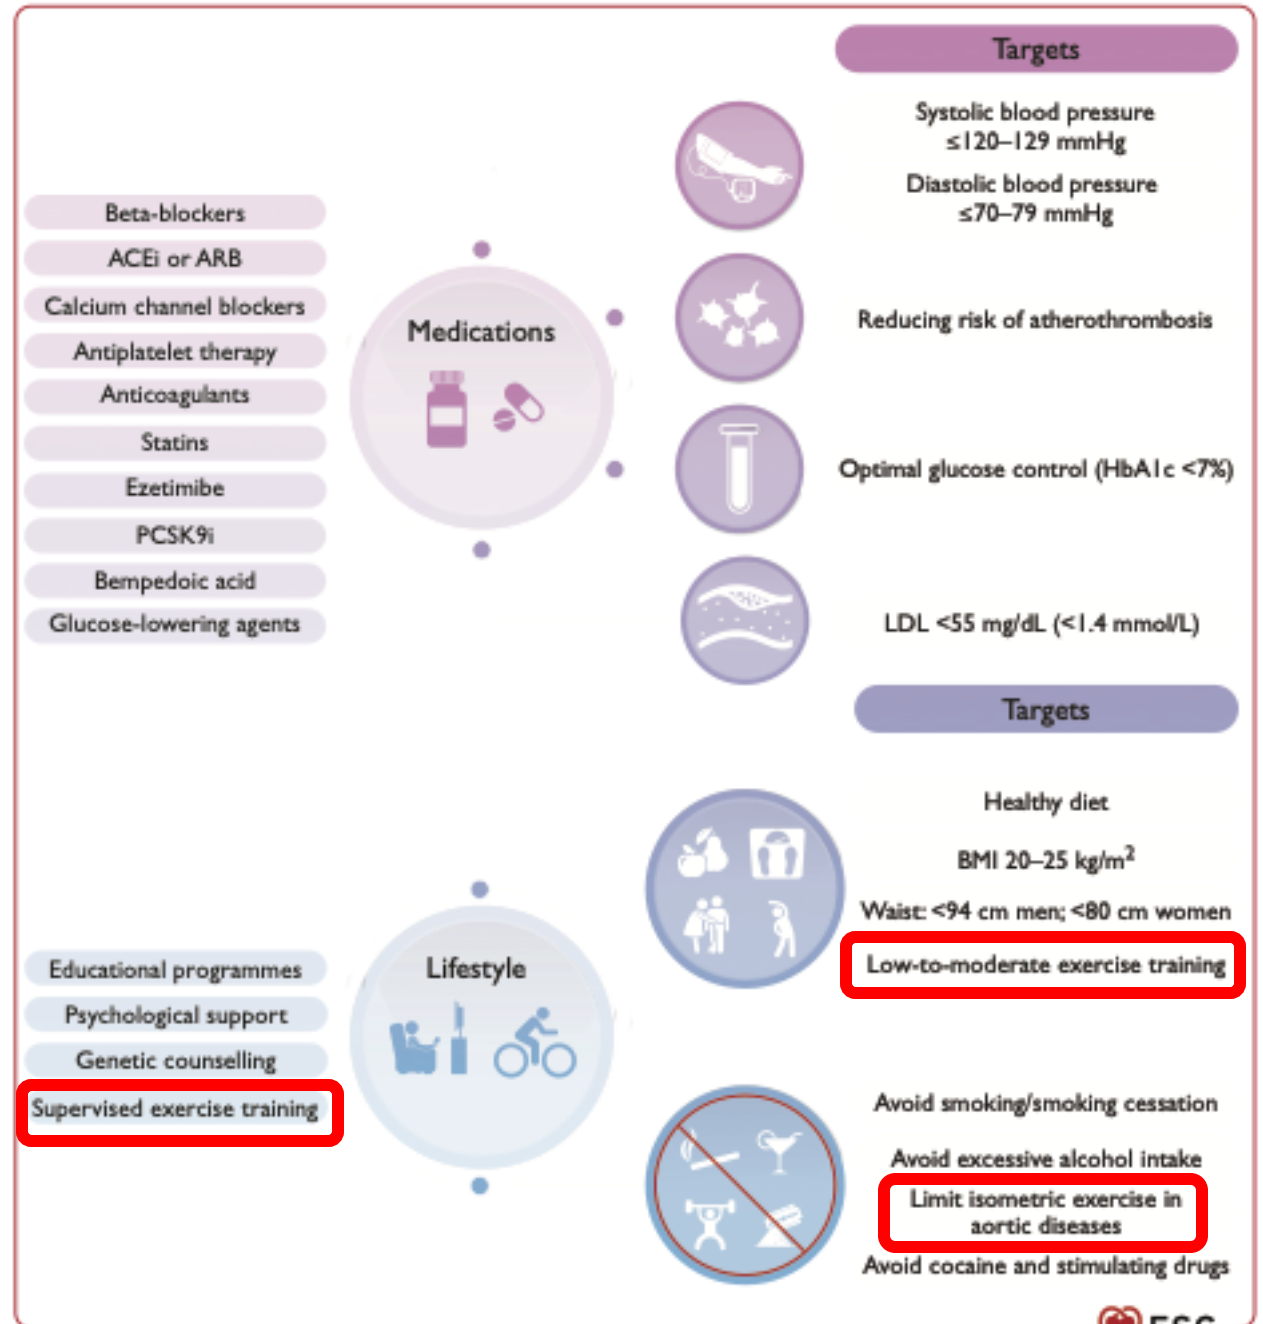 Targets
Systolic blood pressure
≤120–129 mmHg
Diastolic blood pressure
≤70–79 mmHg
Beta-blockers
ACEi or ARB
Calcium channel blockers
Antiplatelet therapy
Anticoagulants
Statins
Ezetimibe
PCSK9i
Bempedoic acid
Glucose-lowering agents
Medications
Reducing risk of atherothrombosis
Optimal glucose control (HbA1c <7%)
LDL <55 mg/dL (<1.4 mmol/L)
Targets
Healthy diet
BMI 20–25 kg/m²
Waist: <94 cm men; <80 cm women
Low-to-moderate exercise training
Educational programmes
Psychological support
Genetic counselling
Supervised exercise training
Lifestyle
Avoid smoking/smoking cessation
Avoid excessive alcohol intake
Limit isometric exercise in
aortic diseases
Avoid cocaine and stimulating drugs
ESC